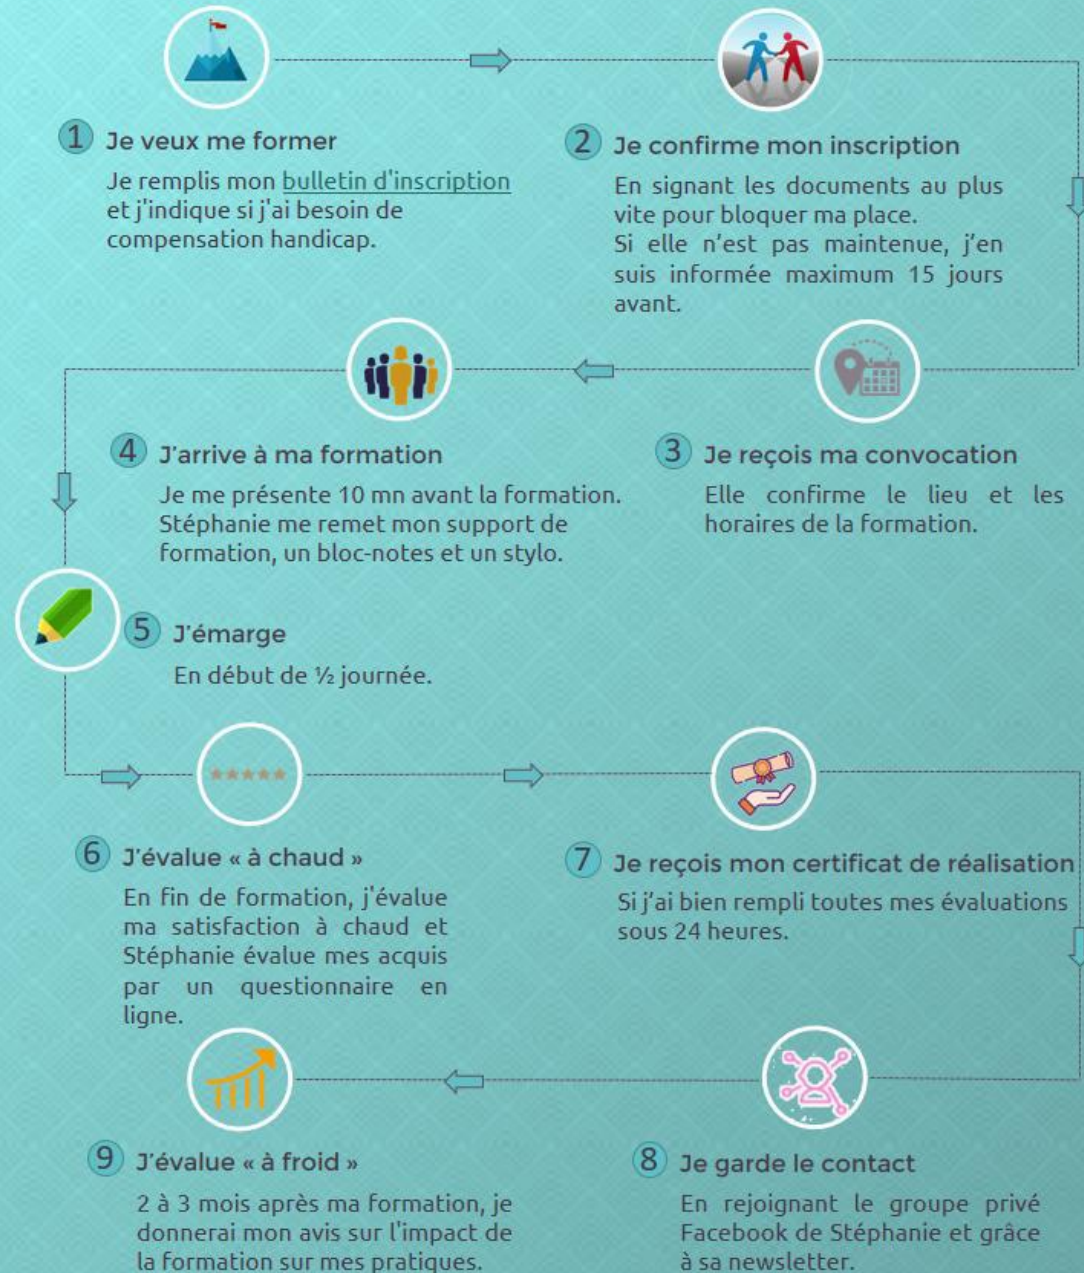 1 Je veux me former
Je remplis mon bulletin d'inscription
et j'indique si j'ai besoin de
compensation handicap.
2 Je confirme mon inscription
En signant les documents au plus
vite pour bloquer ma place.
Si elle n'est pas maintenue, j'en
suis informée maximum 15 jours
avant.
3 Je reçois ma convocation
Elle confirme le lieu et les
horaires de la formation.
4 J'arrive à ma formation
Je me présente 10 mn avant la formation.
Stéphanie me remet mon support de
formation, un bloc-notes et un stylo.
5 J'émarge
En début de ½ journée.
6 J'évalue « à chaud »
En fin de formation, j'évalue
ma satisfaction à chaud et
Stéphanie évalue mes acquis
par un questionnaire en
ligne.
7 Je reçois mon certificat de réalisation
Si j'ai bien rempli toutes mes évaluations
sous 24 heures.
8 Je garde le contact
En rejoignant le groupe privé
Facebook de Stéphanie et grâce
à sa newsletter.
9 J'évalue « à froid »
2 à 3 mois après ma formation, je
donnerai mon avis sur l'impact de
la formation sur mes pratiques.